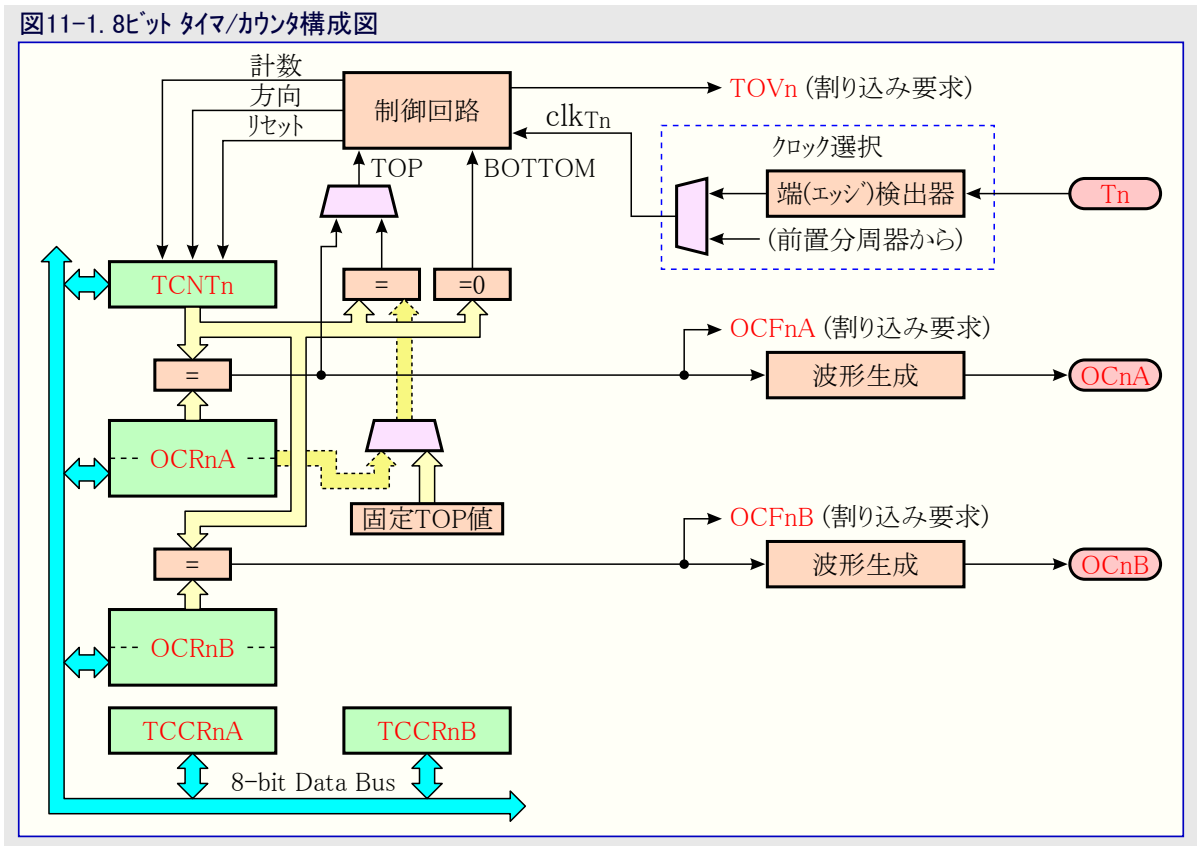 図11-1. 8ﾋﾞｯﾄ ﾀｲﾏ/ｶｳﾝﾀ構成図
計数
方向
ﾘｾｯﾄ
制御回路
TOVn (割り込み要求)
clkTn
TOP
BOTTOM
ｸﾛｯｸ選択
端(ｴｯｼﾞ)検出器
Tn
(前置分周器から)
TCNTn
=
=0
OCFnA (割り込み要求)
=
波形生成
OCnA
OCRnA
固定TOP値
OCFnB (割り込み要求)
=
波形生成
OCnB
OCRnB
TCCRnA
TCCRnB
8-bit Data Bus